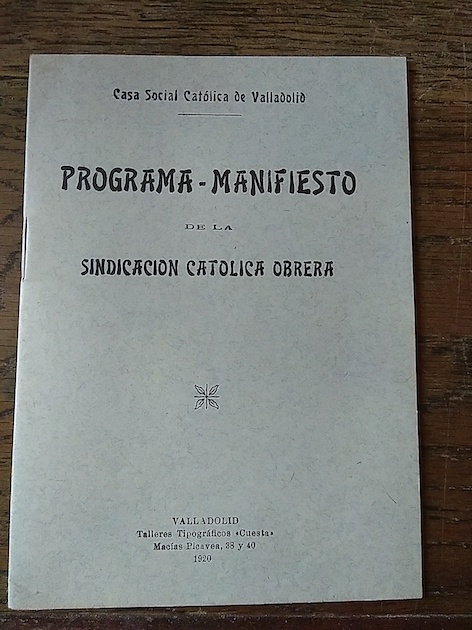 Casa Social Católica de Valladolid
PROGRAMA - MANIFIESTO
DE LA
SINDICACION CATOLICA OBRERA
VALLADOLID
Talleres Tipográficos «Cuesta»
Macías Picavea, 38 y 40
1920